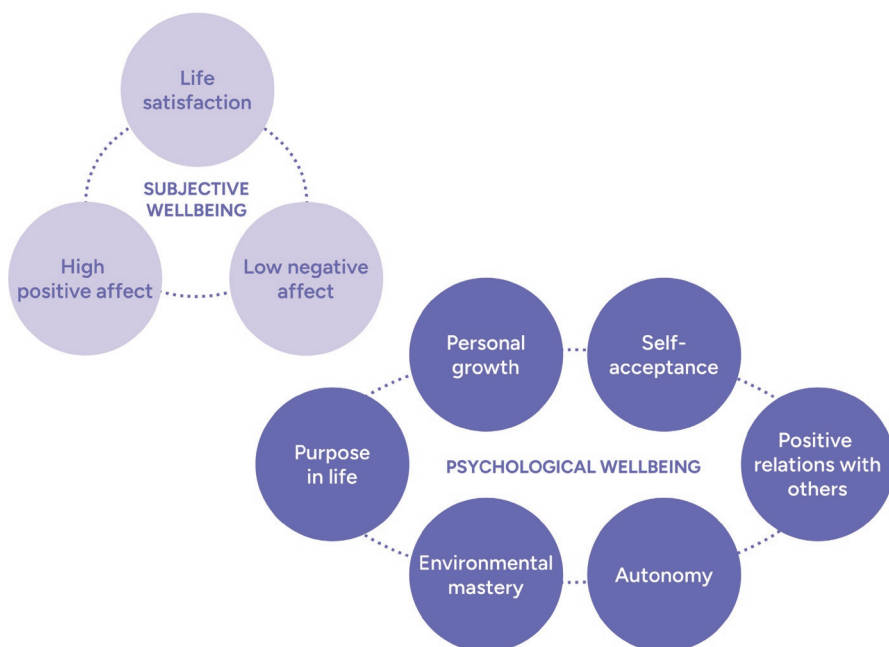 Life
satisfaction
SUBJECTIVE
WELLBEING
High
positive affect
Low negative
affect
Personal
growth
Self-
acceptance
Purpose
in life
PSYCHOLOGICAL WELLBEING
Positive
relations with
others
Environmental
mastery
Autonomy